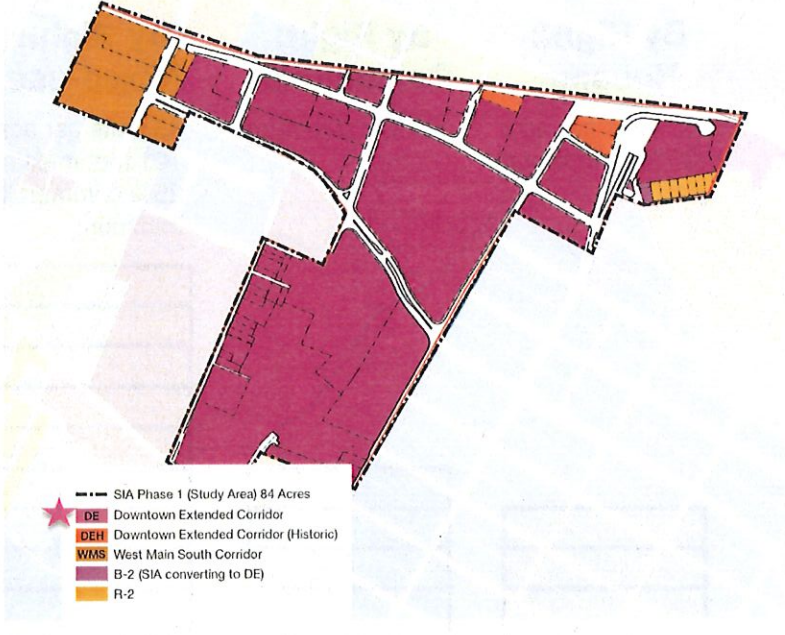 SIA Phase 1 (Study Area) 84 Acres
DE Downtown Extended Corridor
DEH Downtown Extended Corridor (Historic)
WMS West Main South Corridor
B-2 (SIA converting to DE)
R-2